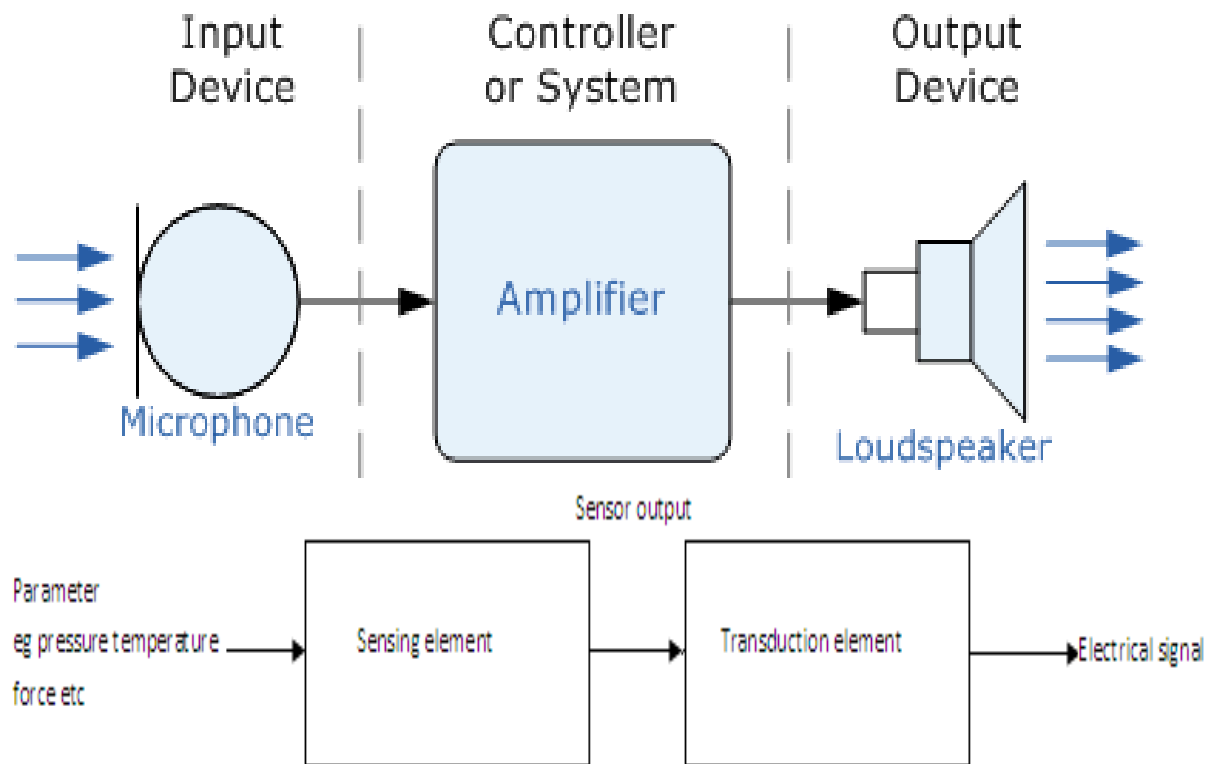 Input
Device
Controller
or System
Output
Device
Amplifier
Microphone
Loudspeaker
Sensor output
Parameter
eg pressure temperature
force etc
Sensing element
Transduction element
Electrical signal